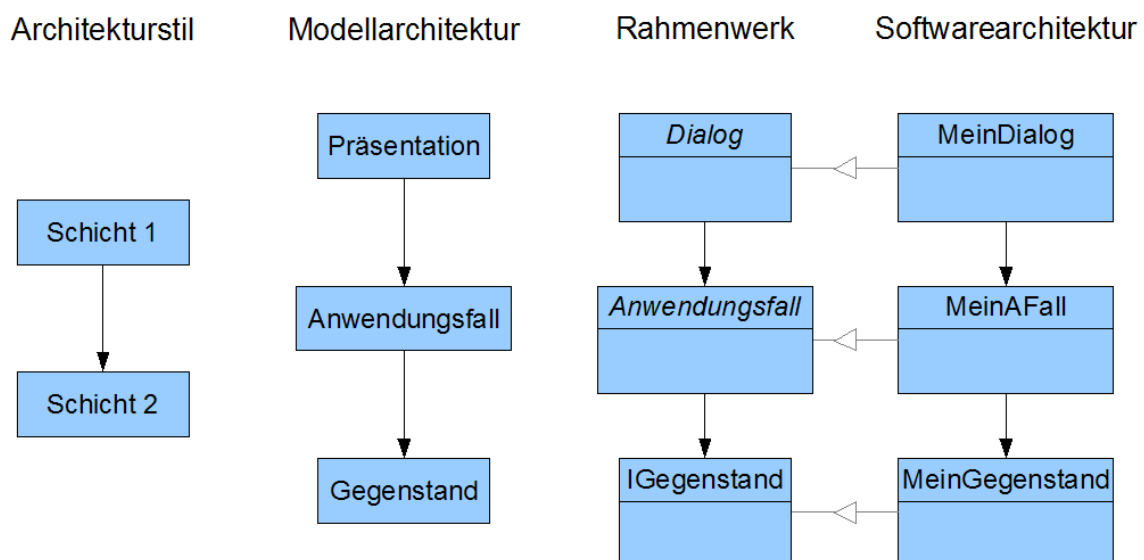 Architekturstil
Modellarchitektur
Rahmenwerk
Softwarearchitektur
Schicht 1
Schicht 2
Präsentation
Anwendungsfall
Gegenstand
Dialog
Anwendungsfall
IGegenstand
MeinDialog
MeinAFall
MeinGegenstand